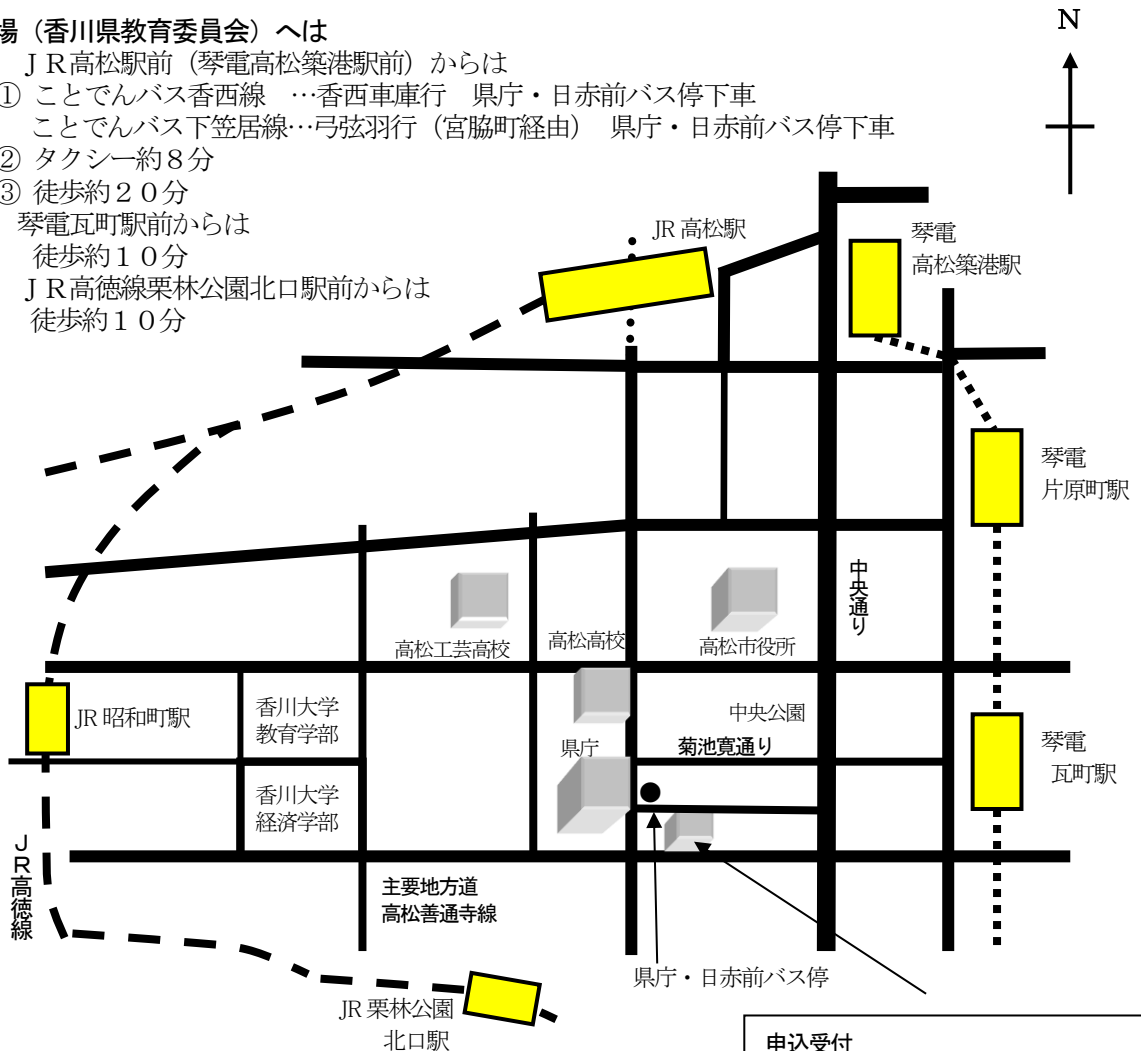 場（香川県教育委員会）へは
ＪＲ高松駅前（琴電高松築港駅前）からは
① ことでんバス香西線　…香西車庫行　県庁・日赤前バス停下車
ことでんバス下笠居線…弓弦羽行（宮脇町経由）　県庁・日赤前バス停下車
② タクシー約８分
③ 徒歩約２０分
琴電瓦町駅前からは
徒歩約１０分
ＪＲ高徳線栗林公園北口駅前からは
徒歩約１０分
N
JR 高松駅
琴電
高松築港駅
琴電
片原町駅
中央通り
高松工芸高校
高松高校
高松市役所
JR 昭和町駅
香川大学
教育学部
中央公園
県庁
菊池寛通り
琴電
瓦町駅
香川大学
経済学部
ＪＲ高徳線
主要地方道
高松善通寺線
県庁・日赤前バス停
JR 栗林公園
北口駅
申込受付